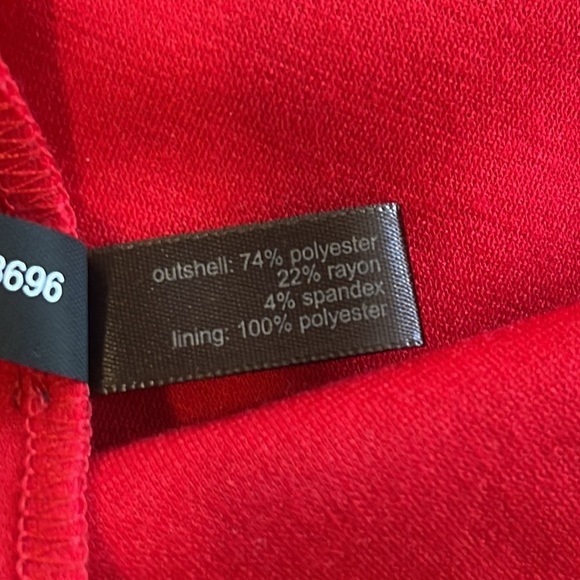 3696
outshell: 74% polyester
22% rayon
4% spandex
lining: 100% polyester